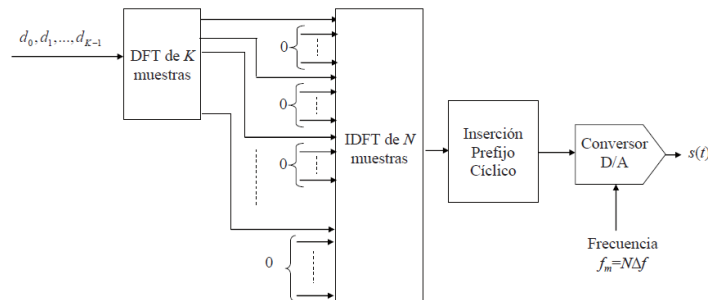 d₀, d₁, ..., d_{K−1}
DFT de K
muestras
0
0
0
0
IDFT de N
muestras
Inserción
Prefijo
Cíclico
Conversor
D/A
s(t)
Frecuencia
fₘ=NΔf